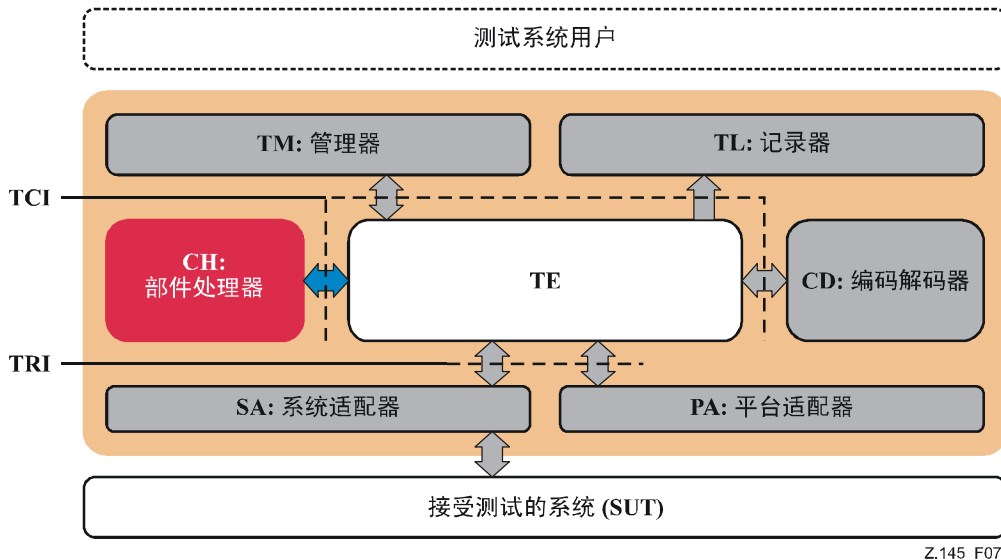 测试系统用户
TM: 管理器
TL: 记录器
TCI
CH:
部件处理器
TE
CD: 编码解码器
TRI
SA: 系统适配器
PA: 平台适配器
接受测试的系统 (SUT)
Z.145_F07